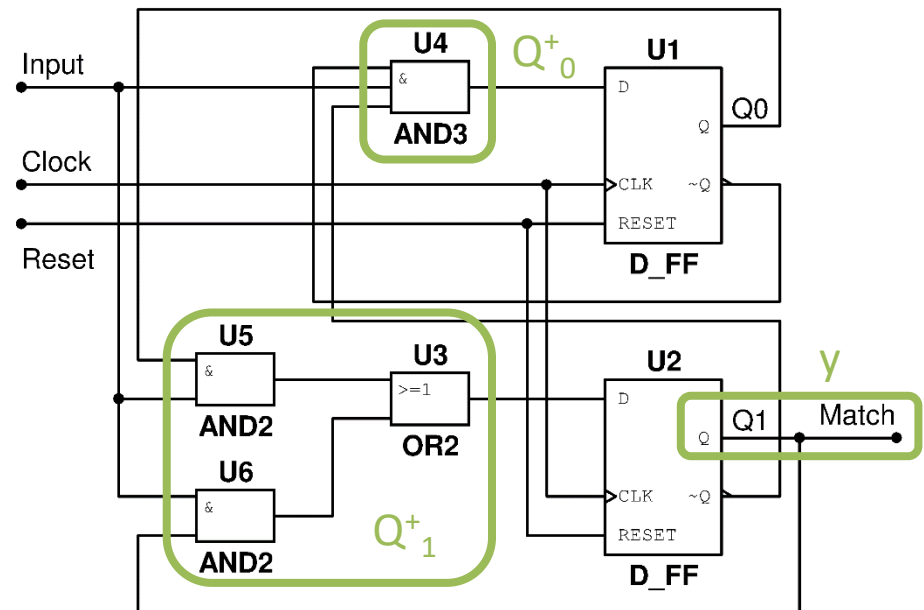 Input
Clock
Reset
U4
&
AND3
Q+0
U1
D
Q
CLK
~Q
RESET
D_FF
Q0
U5
&
AND2
U6
&
AND2
U3
>=1
OR2
Q+1
U2
D
Q
CLK
~Q
RESET
D_FF
y
Q1
Match